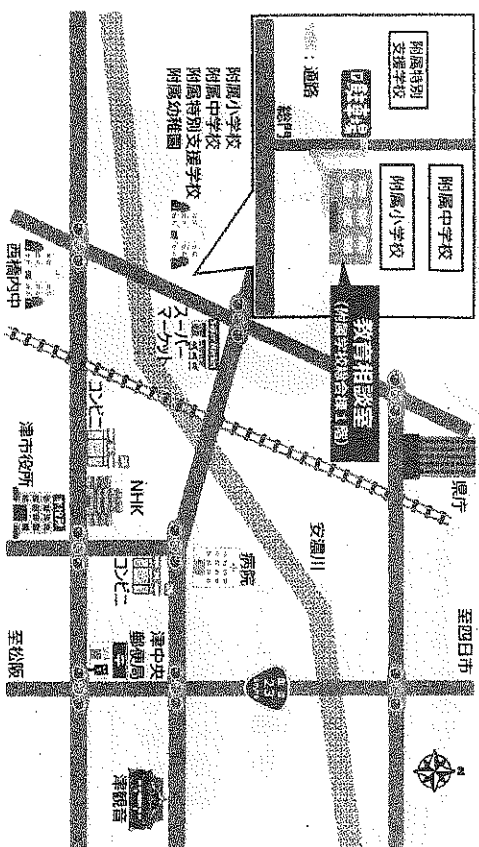 附属特別
支援学校
：通路
駐車場
総門
附属中学校
附属小学校
教育相談室
附属小学校
附属中学校
附属特別支援学校
附属幼稚園
県庁
至四日市
スーパー
マーケット
安濃川
西橋内中
コンビニ
NHK
病院
津市役所
コンビニ
津中央
郵便局
至松阪
津観音